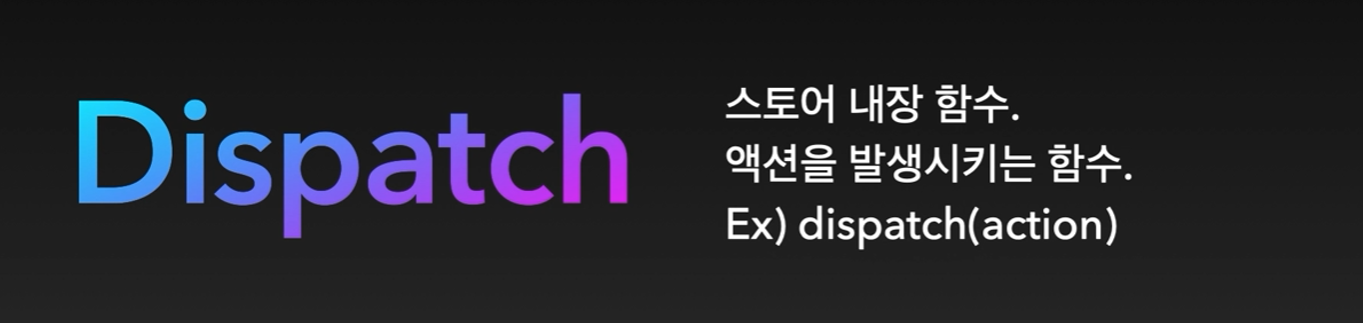 Dispatch
스토어 내장 함수.
액션을 발생시키는 함수.
Ex) dispatch(action)